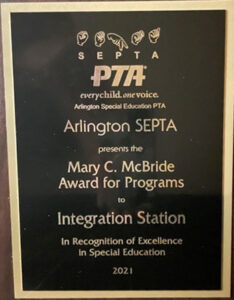 SEPTA
PTA
everychild. onevoice.
Arlington Special Education PTA
Arlington SEPTA
presents the
Mary C. McBride
Award for Programs
to
Integration Station
In Recognition of Excellence
in Special Education
2021